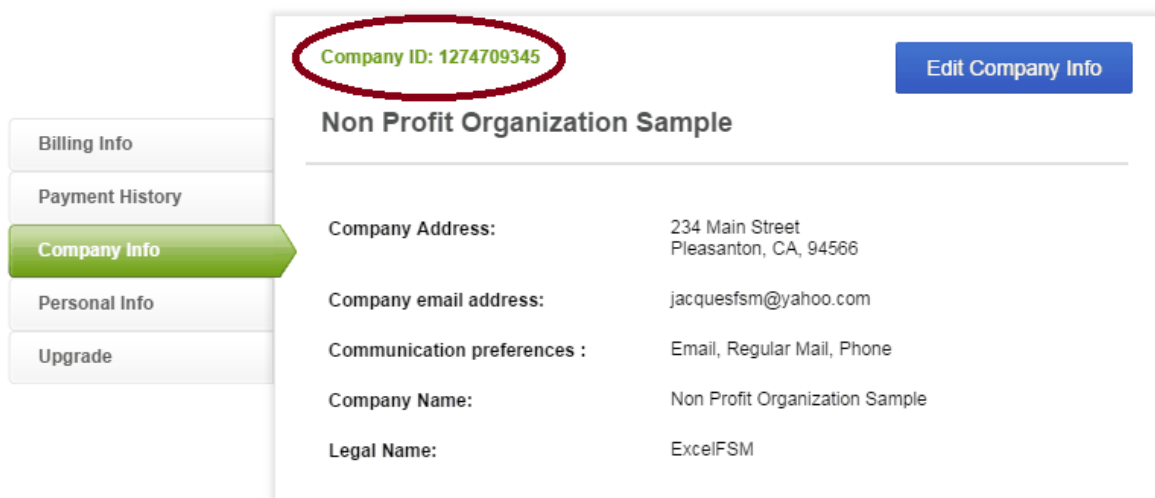 Company ID: 1274709345
Edit Company Info
Non Profit Organization Sample
Billing Info
Payment History
Company Info
Personal Info
Upgrade
Company Address: 234 Main Street
Pleasanton, CA, 94566
Company email address: jacquesfsm@yahoo.com
Communication preferences : Email, Regular Mail, Phone
Company Name: Non Profit Organization Sample
Legal Name: ExcelFSM